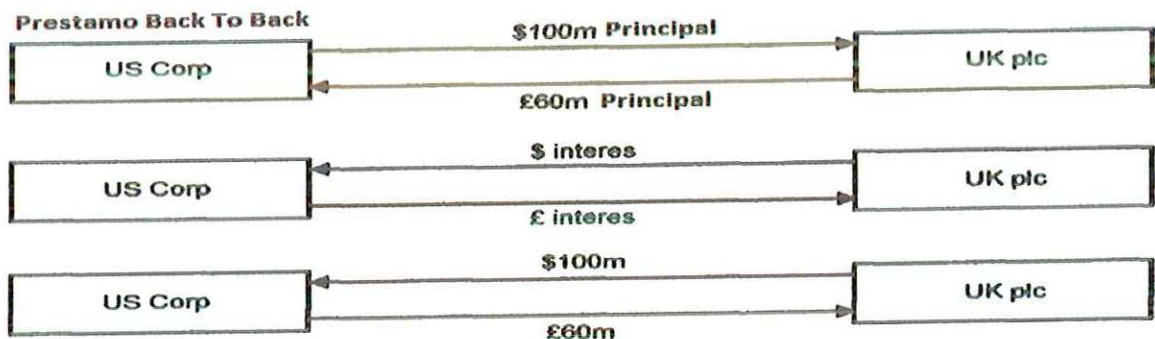 Prestamo Back To Back
$100m Principal
US Corp
UK plc
£60m Principal
$ interes
US Corp
UK plc
£ interes
$100m
US Corp
UK plc
£60m